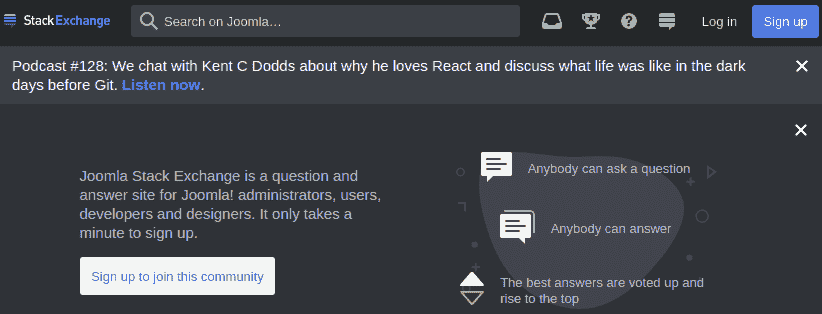 StackExchange
Search on Joomla…
Log in
Sign up
Podcast #128: We chat with Kent C Dodds about why he loves React and discuss what life was like in the dark
days before Git. Listen now.
Joomla Stack Exchange is a question and
answer site for Joomla! administrators, users,
developers and designers. It only takes a
minute to sign up.
Sign up to join this community
Anybody can ask a question
Anybody can answer
The best answers are voted up and
rise to the top